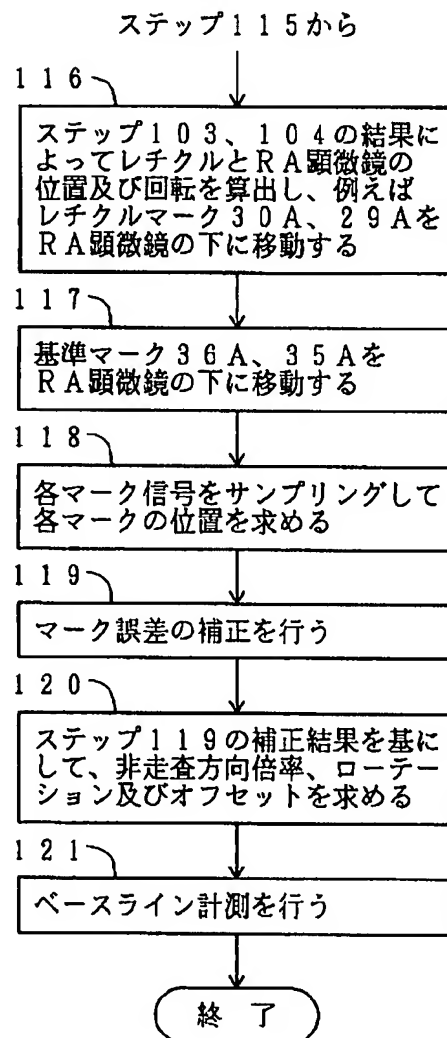 ステップ115から
116
ステップ103、104の結果に
よってレチクルとRA顕微鏡の
位置及び回転を算出し、例えば
レチクルマーク30A、29Aを
RA顕微鏡の下に移動する
117
基準マーク36A、35Aを
RA顕微鏡の下に移動する
118
各マーク信号をサンプリングして
各マークの位置を求める
119
マーク誤差の補正を行う
120
ステップ119の補正結果を基に
して、非走査方向倍率、ローテー
ション及びオフセットを求める
121
ベースライン計測を行う
終了